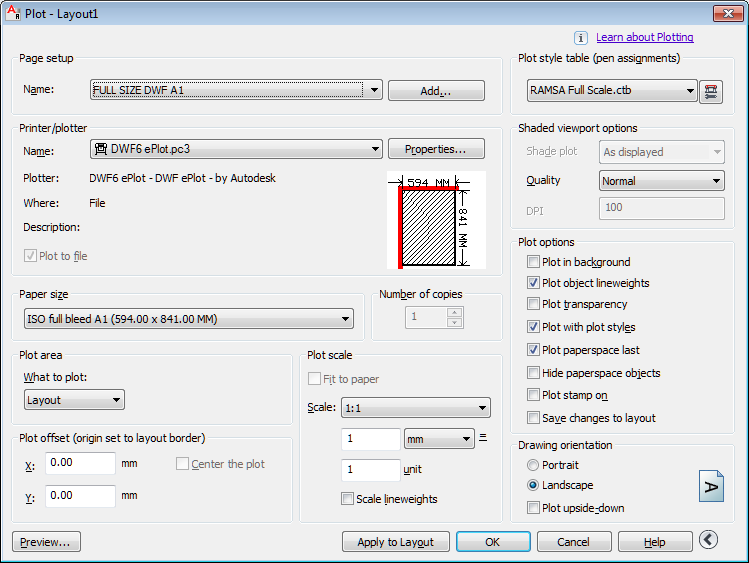 Plot - Layout1
Learn about Plotting
Page setup
Name:
FULL SIZE DWF A1
Add...
Plot style table (pen assignments)
RAMSA Full Scale.ctb
Printer/plotter
Name:
DWF6 ePlot.pc3
Properties...
Plotter:
DWF6 ePlot - DWF ePlot - by Autodesk
Where:
File
Description:
Plot to file
594 MM
841 MM
Shaded viewport options
Shade plot
As displayed
Quality
Normal
DPI
100
Paper size
ISO full bleed A1 (594.00 x 841.00 MM)
Number of copies
1
Plot options
Plot in background
Plot object lineweights
Plot transparency
Plot with plot styles
Plot paperspace last
Hide paperspace objects
Plot stamp on
Save changes to layout
Plot area
What to plot:
Layout
Plot scale
Fit to paper
Scale:
1:1
1
mm
=
1
unit
Scale lineweights
Plot offset (origin set to layout border)
X:
0.00
mm
Center the plot
Y:
0.00
mm
Drawing orientation
Portrait
Landscape
Plot upside-down
A
Preview...
Apply to Layout
OK
Cancel
Help